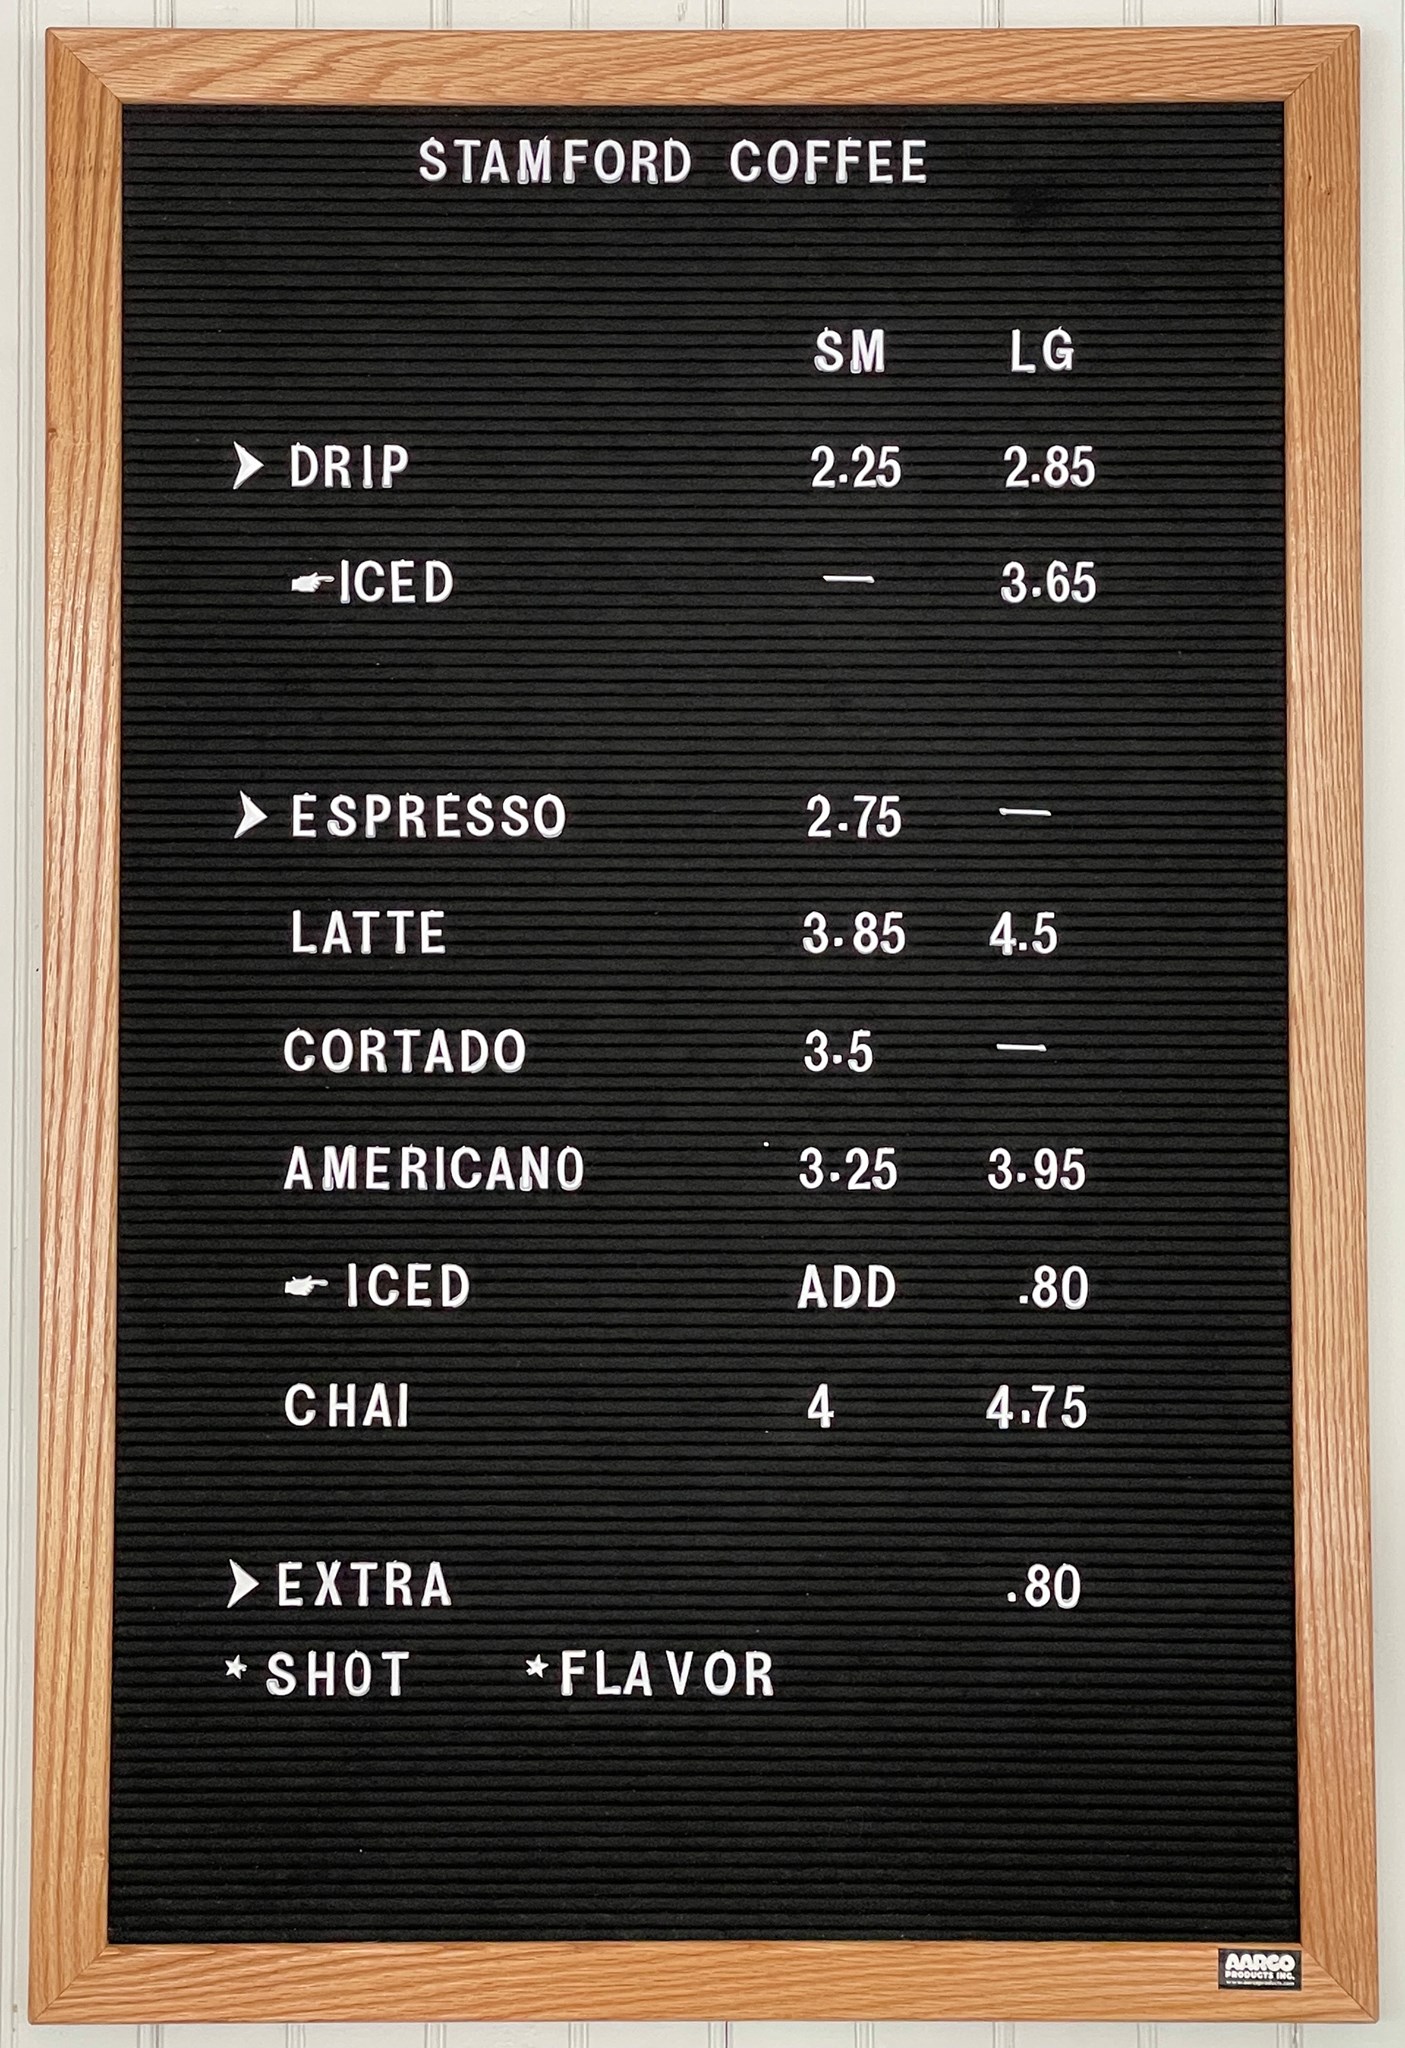 STAMFORD COFFEE
SM LG
DRIP 2.25 2.85
ICED — 3.65
ESPRESSO 2.75 —
LATTE 3.85 4.5
CORTADO 3.5 —
AMERICANO 3.25 3.95
ICED ADD .80
CHAI 4 4.75
EXTRA .80
* SHOT *FLAVOR
AARCO
PRODUCTS INC.